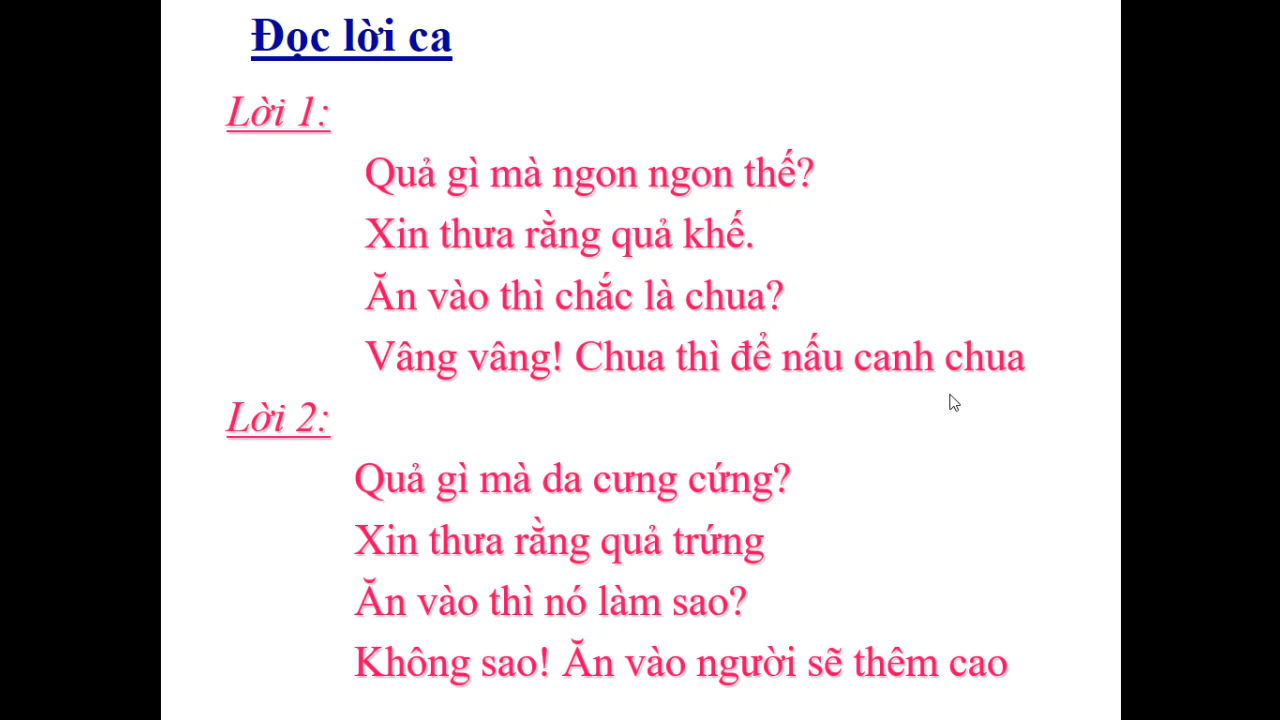 Đọc lời ca
Lời 1:
Quả gì mà ngon ngon thế?
Xin thưa rằng quả khế.
Ăn vào thì chắc là chua?
Vâng vâng! Chua thì để nấu canh chua
Lời 2:
Quả gì mà da cưng cứng?
Xin thưa rằng quả trứng
Ăn vào thì nó làm sao?
Không sao! Ăn vào người sẽ thêm cao